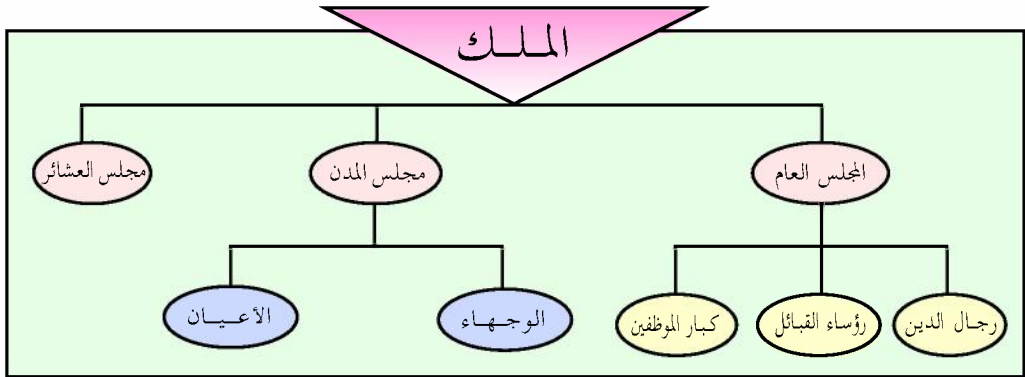 الملك
المجلس العام
مجلس المدن
مجلس العشائر
رجال الدين
رؤساء القبائل
كبار الموظفين
الوجهاء
الأعيان